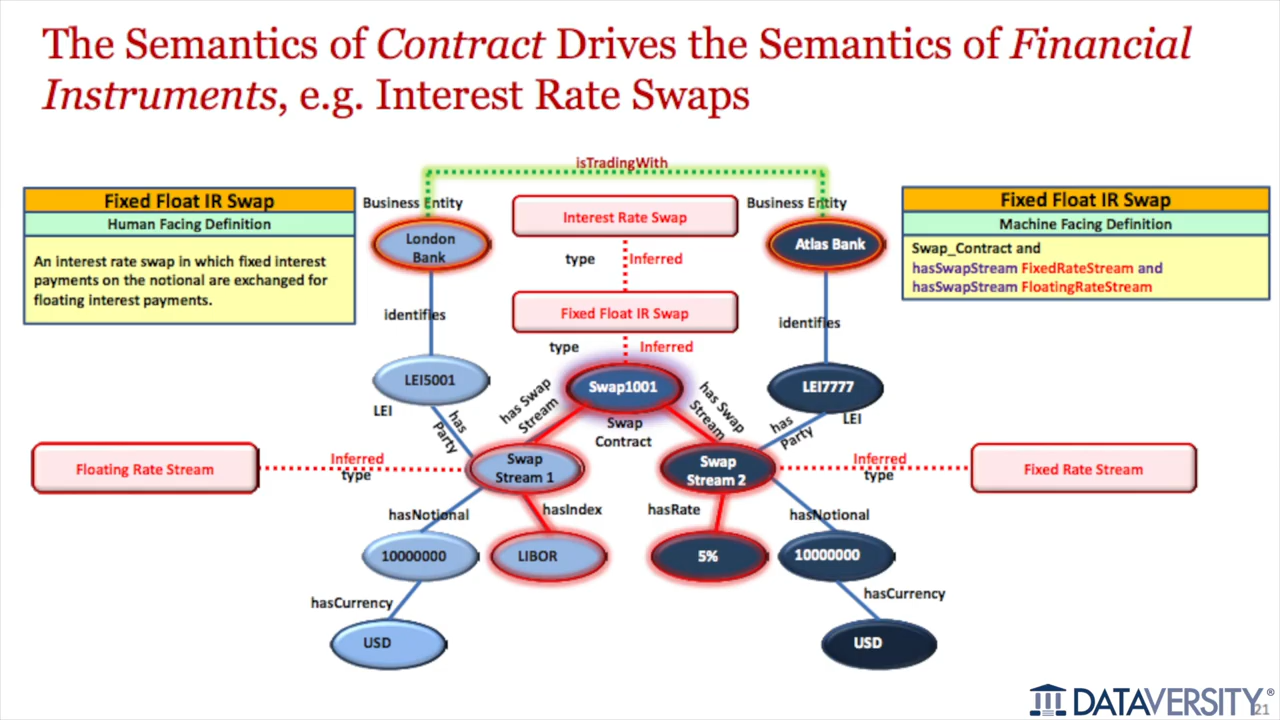 The Semantics of Contract Drives the Semantics of Financial
Instruments, e.g. Interest Rate Swaps
isTradingWith
Fixed Float IR Swap
Human Facing Definition
An interest rate swap in which fixed interest
payments on the notional are exchanged for
floating interest payments.
Business Entity
London
Bank
Interest Rate Swap
Business Entity
Atlas Bank
Fixed Float IR Swap
Machine Facing Definition
Swap_Contract and
hasSwapStream FixedRateStream and
hasSwapStream FloatingRateStream
type
Inferred
identifies
Fixed Float IR Swap
identifies
type
Inferred
LEI5001
LEI
Swap1001
Swap
Contract
LEI7777
LEI
has Swap
Stream
has Swap
Stream
has
Party
has
Party
Floating Rate Stream
Inferred
type
Swap
Stream 1
Swap
Stream 2
Inferred
type
Fixed Rate Stream
hasNotional
hasIndex
hasRate
hasNotional
10000000
LIBOR
5%
10000000
hasCurrency
hasCurrency
USD
USD
DATAVERSITY®
21